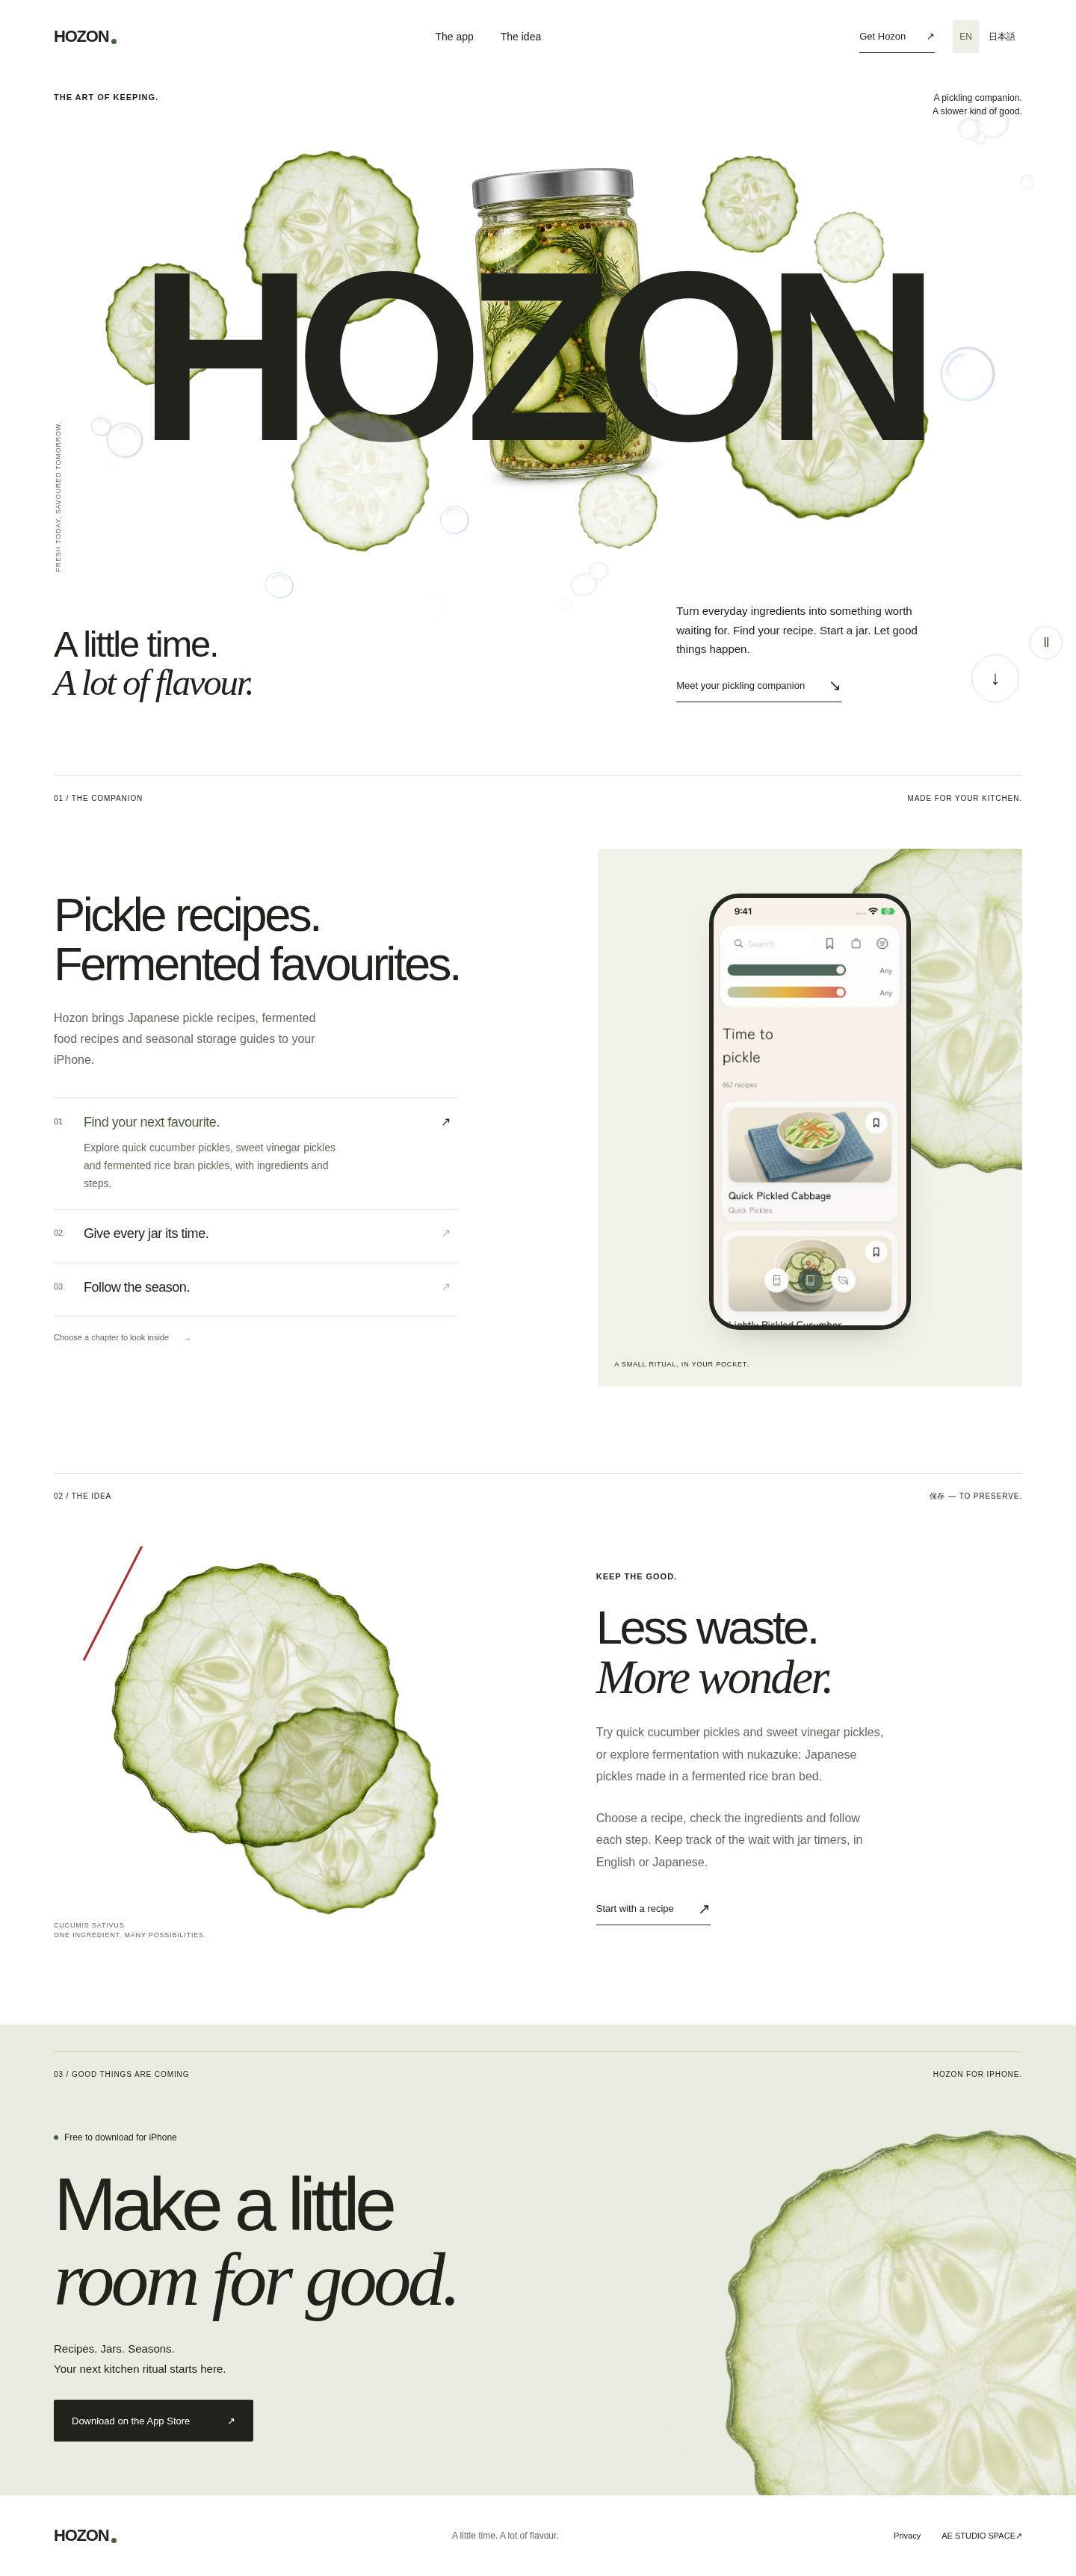 HOZON
The app
The idea
Get Hozon ↗
EN
日本語
THE ART OF KEEPING.
A pickling companion.
A slower kind of good.
HOZON
FRESH TODAY. SAVOURED TOMORROW.
A little time.
A lot of flavour.
Turn everyday ingredients into something worth
waiting for. Find your recipe. Start a jar. Let good
things happen.
Meet your pickling companion ↘
↓
01 / THE COMPANION
MADE FOR YOUR KITCHEN.
Pickle recipes.
Fermented favourites.
Hozon brings Japanese pickle recipes, fermented
food recipes and seasonal storage guides to your
iPhone.
01 Find your next favourite. ↗
Explore quick cucumber pickles, sweet vinegar pickles
and fermented rice bran pickles, with ingredients and
steps.
02 Give every jar its time. ↗
03 Follow the season. ↗
Choose a chapter to look inside →
9:41
Search
Any
Any
Time to
pickle
862 recipes
Quick Pickled Cabbage
Quick Pickles
Lightly Pickled Cucumber
A SMALL RITUAL, IN YOUR POCKET.
02 / THE IDEA
保存 — TO PRESERVE.
KEEP THE GOOD.
Less waste.
More wonder.
Try quick cucumber pickles and sweet vinegar pickles,
or explore fermentation with nukazuke: Japanese
pickles made in a fermented rice bran bed.
Choose a recipe, check the ingredients and follow
each step. Keep track of the wait with jar timers, in
English or Japanese.
Start with a recipe ↗
CUCUMIS SATIVUS
ONE INGREDIENT. MANY POSSIBILITIES.
03 / GOOD THINGS ARE COMING
HOZON FOR IPHONE.
Free to download for iPhone
Make a little
room for good.
Recipes. Jars. Seasons.
Your next kitchen ritual starts here.
Download on the App Store ↗
HOZON
A little time. A lot of flavour.
Privacy
AE STUDIO SPACE↗